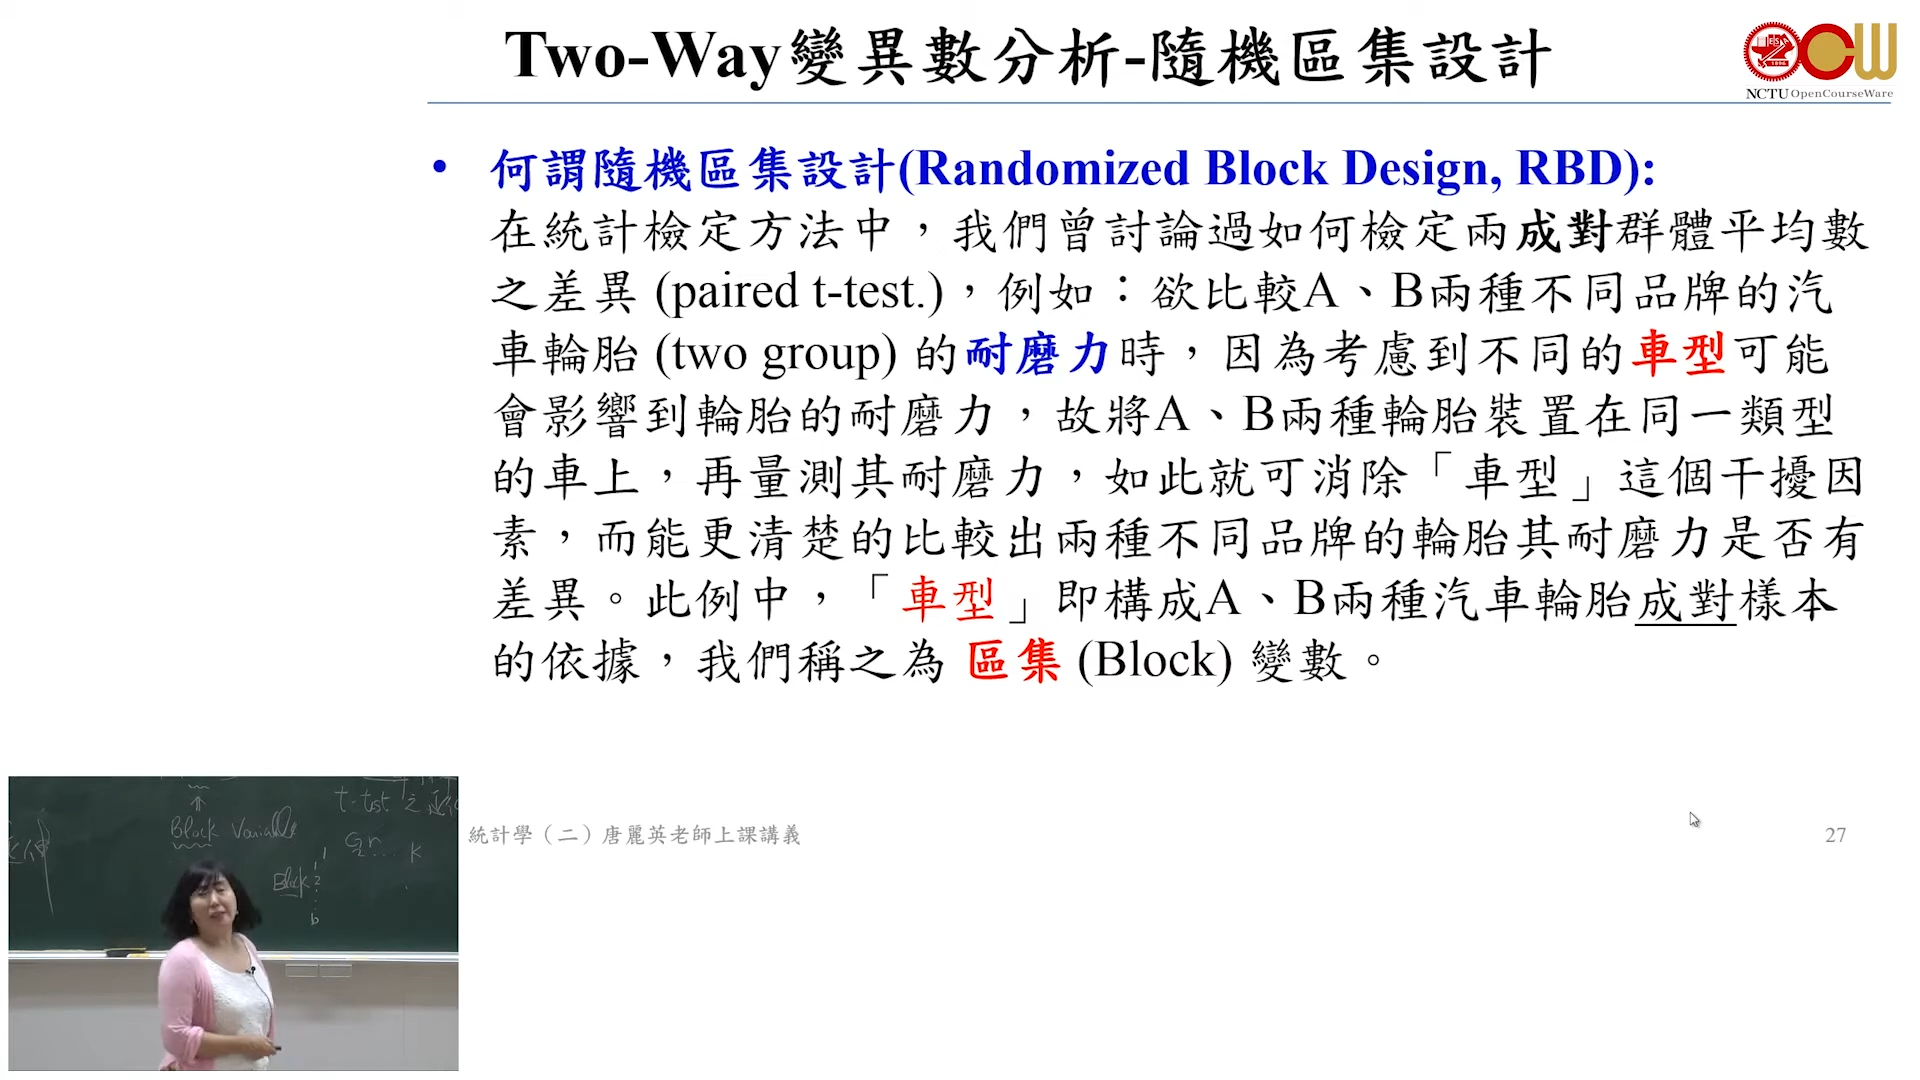 Two-Way變異數分析-隨機區集設計
NCTU OpenCourseWare
• 何謂隨機區集設計(Randomized Block Design, RBD):
在統計檢定方法中，我們曾討論過如何檢定兩成對群體平均數
之差異 (paired t-test.)，例如：欲比較A、B兩種不同品牌的汽
車輪胎 (two group) 的耐磨力時，因為考慮到不同的車型可能
會影響到輪胎的耐磨力，故將A、B兩種輪胎裝置在同一類型
的車上，再量測其耐磨力，如此就可消除「車型」這個干擾因
素，而能更清楚的比較出兩種不同品牌的輪胎其耐磨力是否有
差異。此例中，「車型」即構成A、B兩種汽車輪胎成對樣本
的依據，我們稱之為 區集 (Block) 變數。
t-test 之
Block Variable
K
Block
1
2
b
統計學（二）唐麗英老師上課講義
27